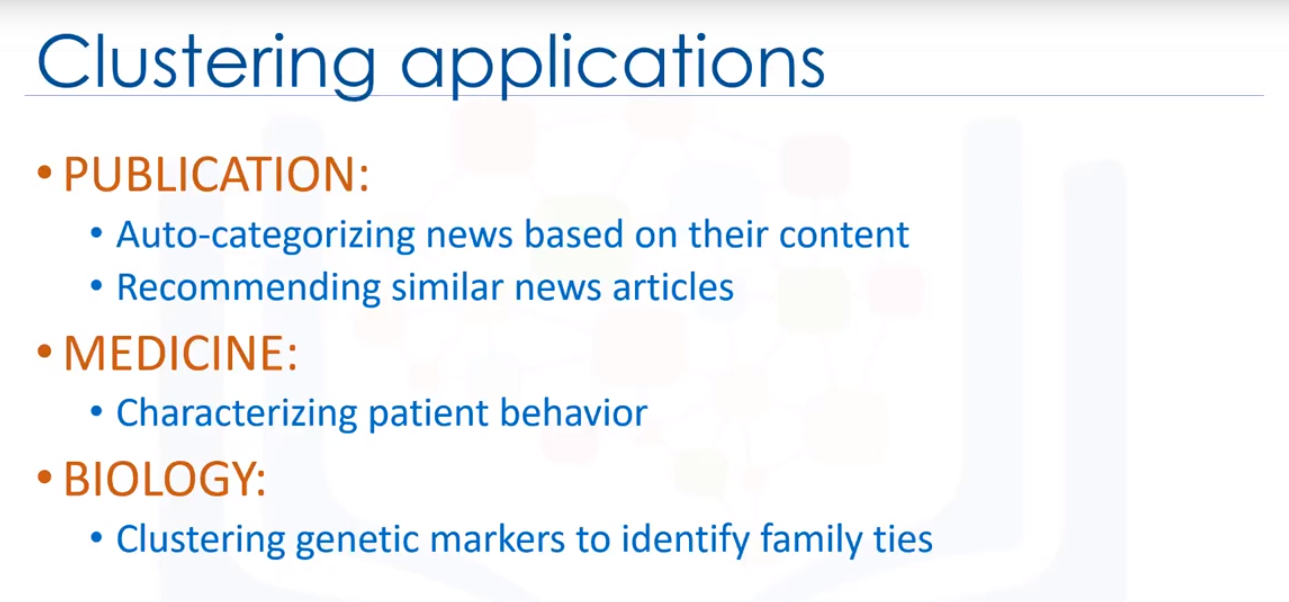 Clustering applications
• PUBLICATION:
• Auto-categorizing news based on their content
• Recommending similar news articles
• MEDICINE:
• Characterizing patient behavior
• BIOLOGY:
• Clustering genetic markers to identify family ties